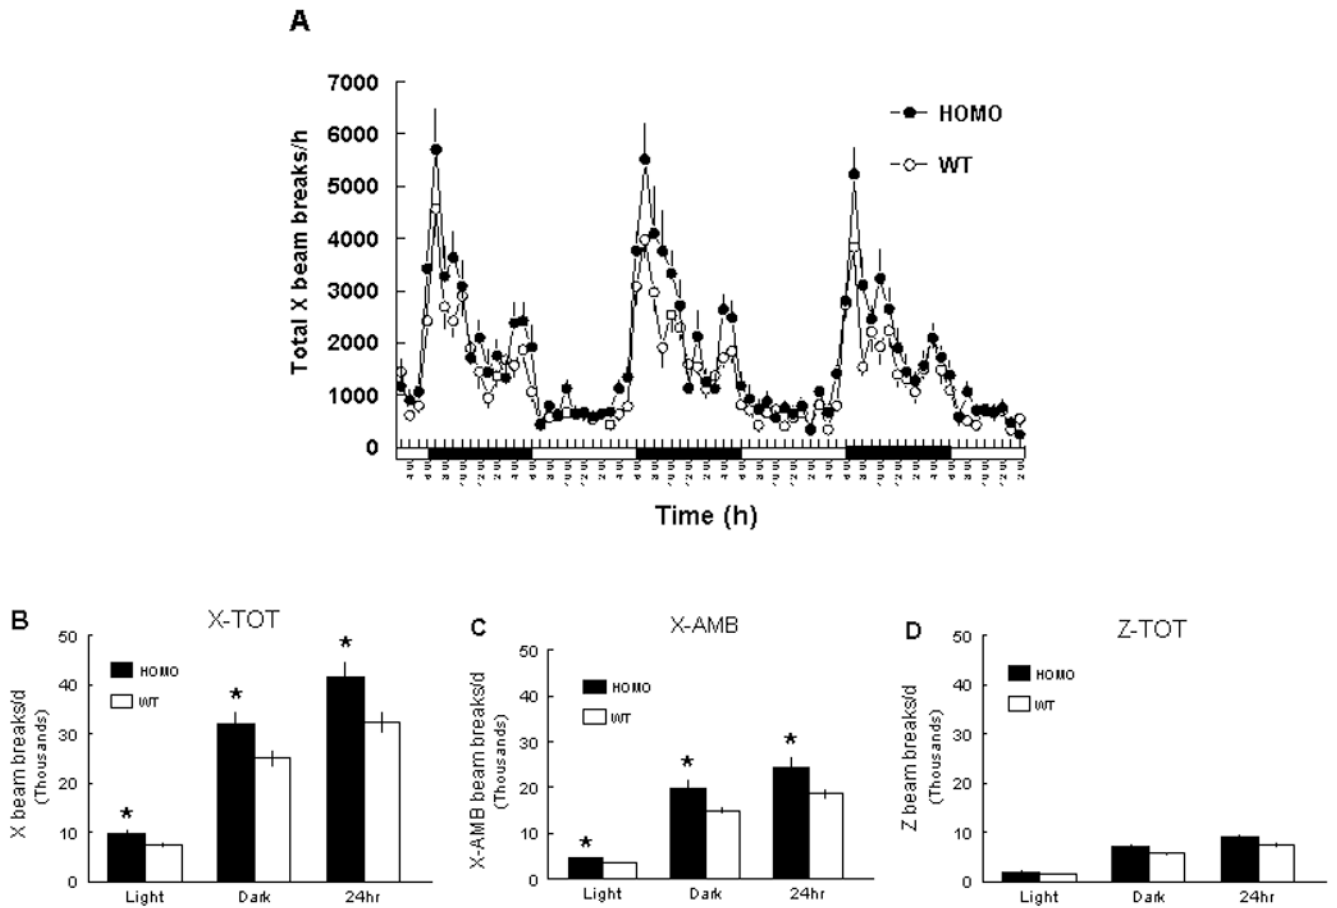 A
7000
6000
5000
4000
3000
2000
1000
0
Total X beam breaks/h
HOMO
WT
Time (h)
B
X-TOT
50
40
30
20
10
0
X beam breaks/d
(Thousands)
HOMO
WT
*
*
*
Light Dark 24hr
C
X-AMB
50
40
30
20
10
0
X-AMB beam breaks/d
(Thousands)
HOMO
WT
*
*
*
Light Dark 24hr
D
Z-TOT
50
40
30
20
10
0
Z beam breaks/d
(Thousands)
HOMO
WT
Light Dark 24hr